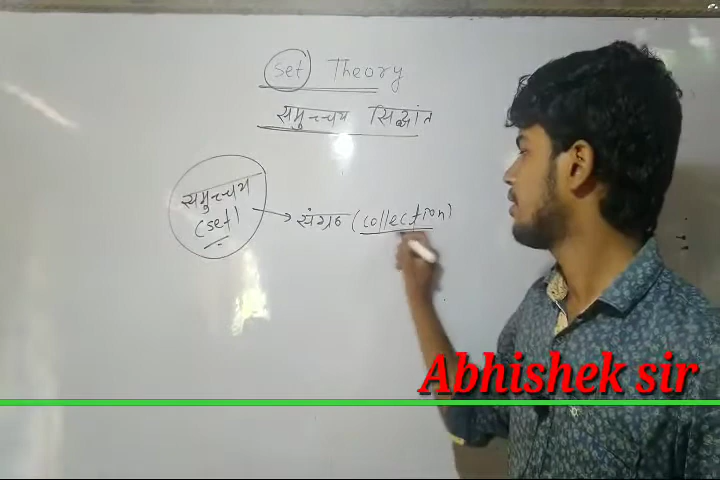 Set Theory
समुच्चय सिद्धांत
समुच्चय
(set)
संग्रह (collection)
Abhishek sir